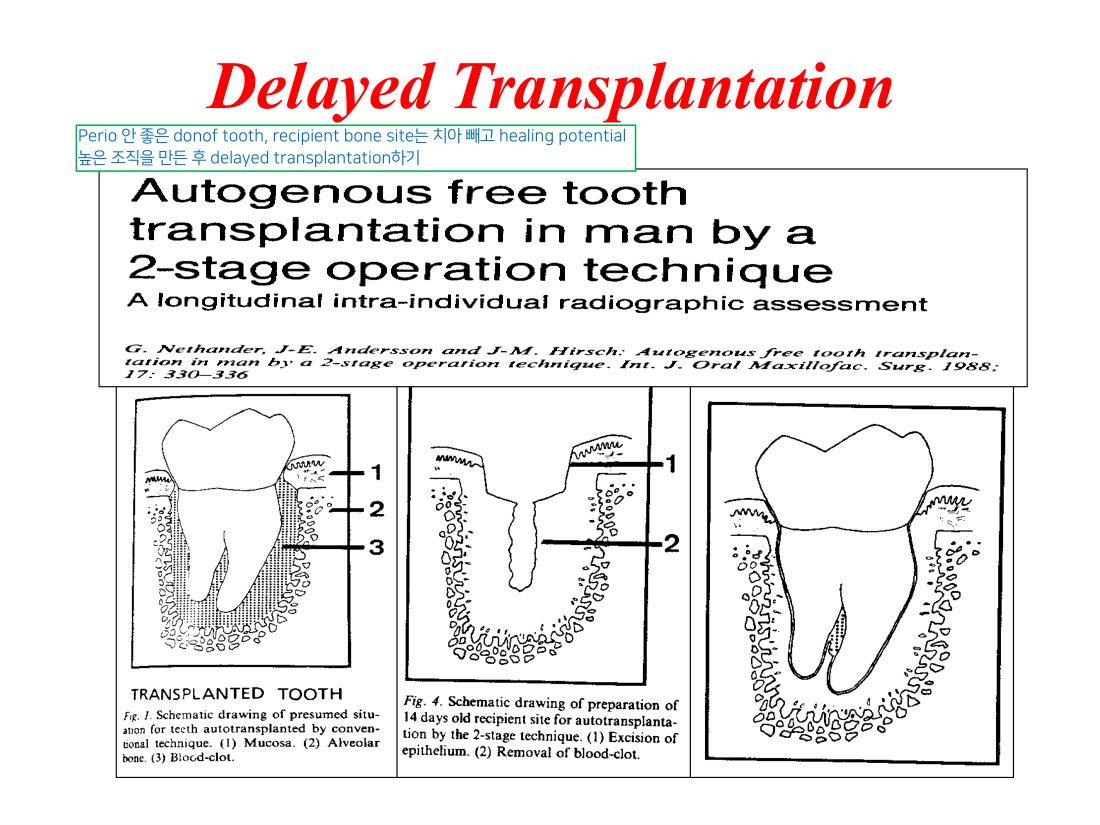 Delayed Transplantation
Perio 안 좋은 donof tooth, recipient bone site는 치아 빼고 healing potential
높은 조직을 만든 후 delayed transplantation하기
Autogenous free tooth
transplantation in man by a
2-stage operation technique
A longitudinal intra-individual radiographic assessment
G. Nethander, J-E. Andersson and J-M. Hirsch: Autogenous free tooth transplan-
tation in man by a 2-stage operation technique. Int. J. Oral Maxillofac. Surg. 1988;
17: 330–336
1
2
3
TRANSPLANTED TOOTH
Fig. 1. Schematic drawing of presumed situ-
ation for teeth autotransplanted by conven-
tional technique. (1) Mucosa. (2) Alveolar
bone. (3) Blood-clot.
1
2
Fig. 4. Schematic drawing of preparation of
14 days old recipient site for autotransplanta-
tion by the 2-stage technique. (1) Excision of
epithelium. (2) Removal of blood-clot.